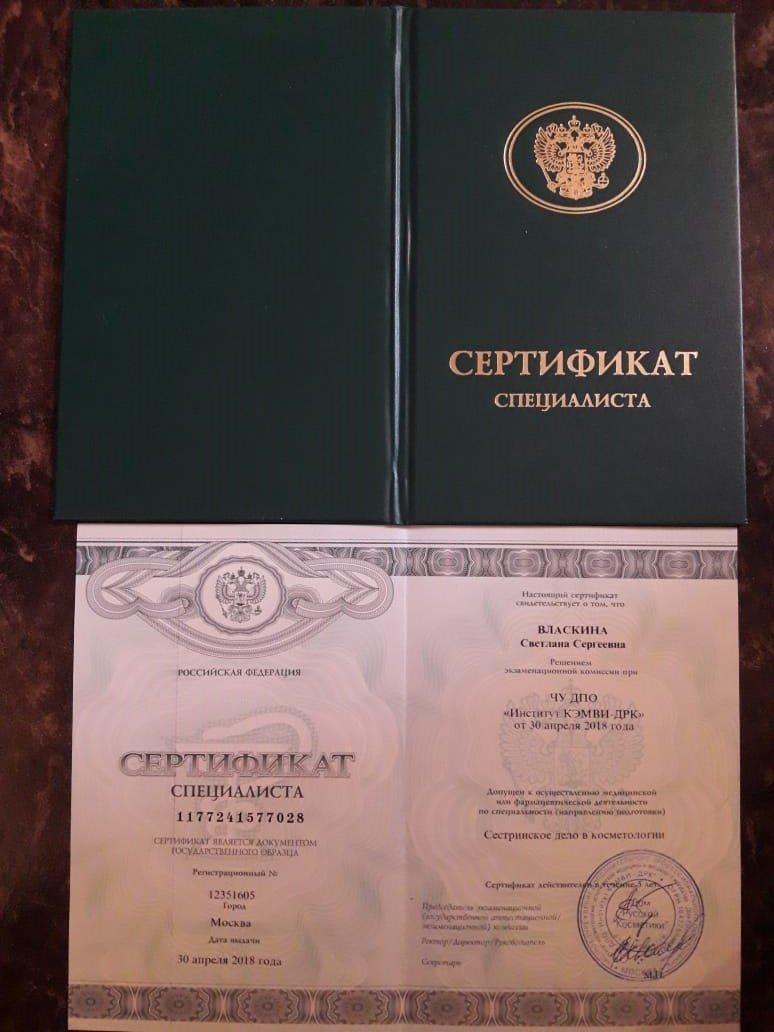 СЕРТИФИКАТ
СПЕЦИАЛИСТА
РОССИЙСКАЯ ФЕДЕРАЦИЯ
СЕРТИФИКАТ
СПЕЦИАЛИСТА
1177241577028
СЕРТИФИКАТ ЯВЛЯЕТСЯ ДОКУМЕНТОМ
ГОСУДАРСТВЕННОГО ОБРАЗЦА
Регистрационный №
12351605
Город
Москва
Дата выдачи
30 апреля 2018 года
Настоящий сертификат
свидетельствует о том, что
ВЛАСКИНА
Светлана Сергеевна
Решением
экзаменационной комиссии при
ЧУ ДПО
«Институт КЭМВИ-ДРК»
от 30 апреля 2018 года
Допущен к осуществлению медицинской
или фармацевтической деятельности
по специальности (направлению подготовки)
Сестринское дело в косметологии
Сертификат действителен в течение 5 лет
Председатель экзаменационной
(государственной аттестационной/
экзаменационной) комиссии
Ректор/Директор/Руководитель
Секретарь
Дом
Русской
Косметики
М.П.